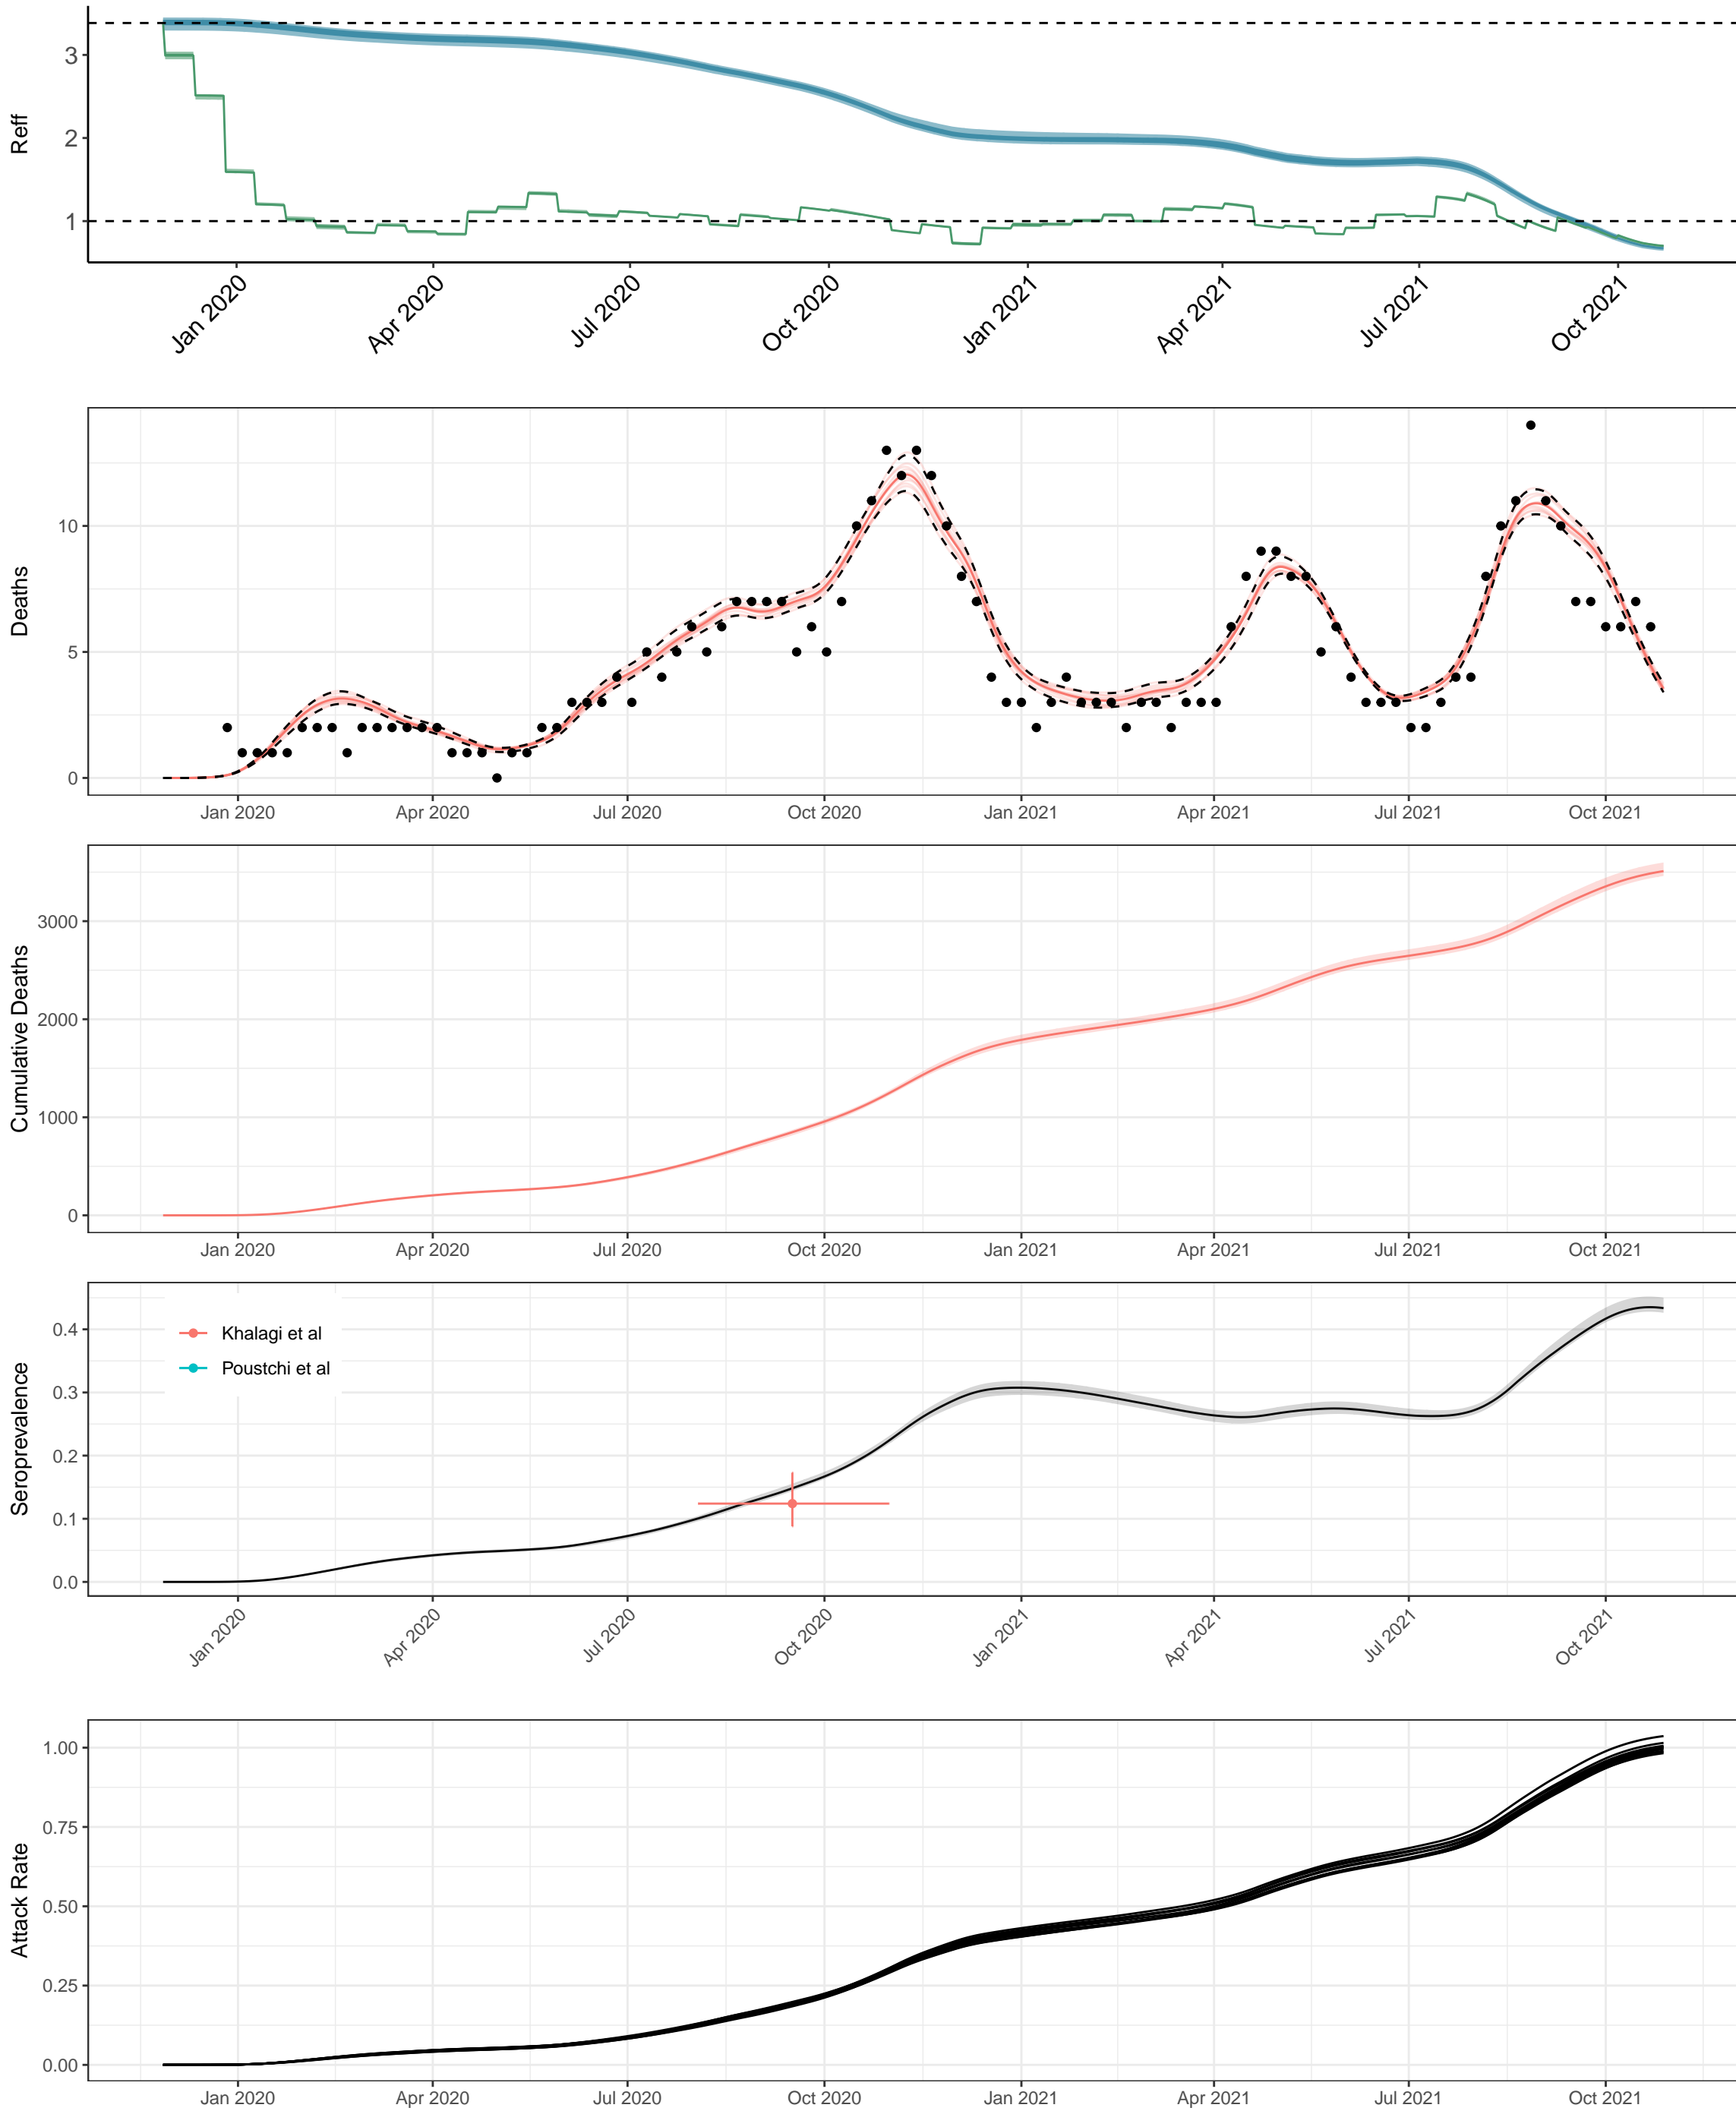 Reff
3
2
1
Jan 2020
Apr 2020
Jul 2020
Oct 2020
Jan 2021
Apr 2021
Jul 2021
Oct 2021
Deaths
10
5
0
Jan 2020
Apr 2020
Jul 2020
Oct 2020
Jan 2021
Apr 2021
Jul 2021
Oct 2021
Cumulative Deaths
3000
2000
1000
0
Jan 2020
Apr 2020
Jul 2020
Oct 2020
Jan 2021
Apr 2021
Jul 2021
Oct 2021
Seroprevalence
0.4
0.3
0.2
0.1
0.0
Khalagi et al
Poustchi et al
Jan 2020
Apr 2020
Jul 2020
Oct 2020
Jan 2021
Apr 2021
Jul 2021
Oct 2021
Attack Rate
1.00
0.75
0.50
0.25
0.00
Jan 2020
Apr 2020
Jul 2020
Oct 2020
Jan 2021
Apr 2021
Jul 2021
Oct 2021